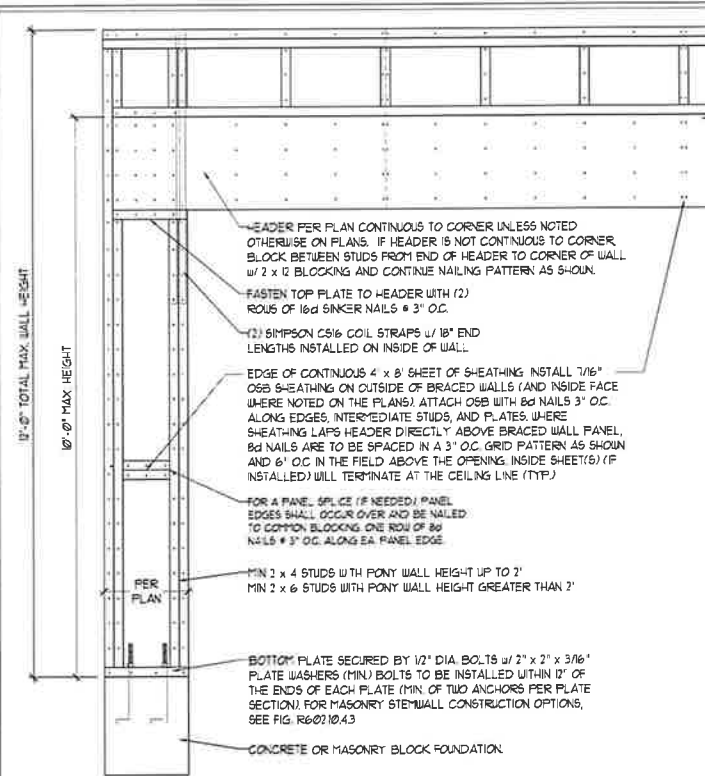 12'-0" TOTAL MAX. WALL HEIGHT
10'-0" MAX HEIGHT
HEADER PER PLAN CONTINUOUS TO CORNER UNLESS NOTED
OTHERWISE ON PLANS. IF HEADER IS NOT CONTINUOUS TO CORNER,
BLOCK BETWEEN STUDS FROM END OF HEADER TO CORNER OF WALL
w/ 2 x 12 BLOCKING AND CONTINUE NAILING PATTERN AS SHOWN.
FASTEN TOP PLATE TO HEADER WITH (2)
ROWS OF 16d SINKER NAILS @ 3" O.C.
(2) SIMPSON CS16 COIL STRAPS w/ 18" END
LENGTHS INSTALLED ON INSIDE OF WALL
EDGE OF CONTINUOUS 4' x 8' SHEET OF SHEATHING INSTALL 7/16"
OSB SHEATHING ON OUTSIDE OF BRACED WALLS (AND INSIDE FACE
WHERE NOTED ON THE PLANS). ATTACH OSB WITH 8d NAILS 3" O.C.
ALONG EDGES, INTERMEDIATE STUDS, AND PLATES. WHERE
SHEATHING LAPS HEADER DIRECTLY ABOVE BRACED WALL PANEL,
8d NAILS ARE TO BE SPACED IN A 3" O.C. GRID PATTERN AS SHOWN
AND 6" O.C IN THE FIELD ABOVE THE OPENING. INSIDE SHEET(S) (IF
INSTALLED) WILL TERMINATE AT THE CEILING LINE (TYP.)
FOR A PANEL SPLICE (IF NEEDED) PANEL
EDGES SHALL OCCUR OVER AND BE NAILED
TO COMMON BLOCKING. ONE ROW OF 8d
NAILS @ 3" O.C. ALONG EA. PANEL EDGE.
MIN 2 x 4 STUDS WITH PONY WALL HEIGHT UP TO 2'
MIN 2 x 6 STUDS WITH PONY WALL HEIGHT GREATER THAN 2'
PER
PLAN
BOTTOM PLATE SECURED BY 1/2" DIA. BOLTS w/ 2" x 2" x 3/16"
PLATE WASHERS (MIN.) BOLTS TO BE INSTALLED WITHIN 12" OF
THE ENDS OF EACH PLATE (MIN. OF TWO ANCHORS PER PLATE
SECTION). FOR MASONRY STEMWALL CONSTRUCTION OPTIONS,
SEE FIG. R602.10.4.3
CONCRETE OR MASONRY BLOCK FOUNDATION.